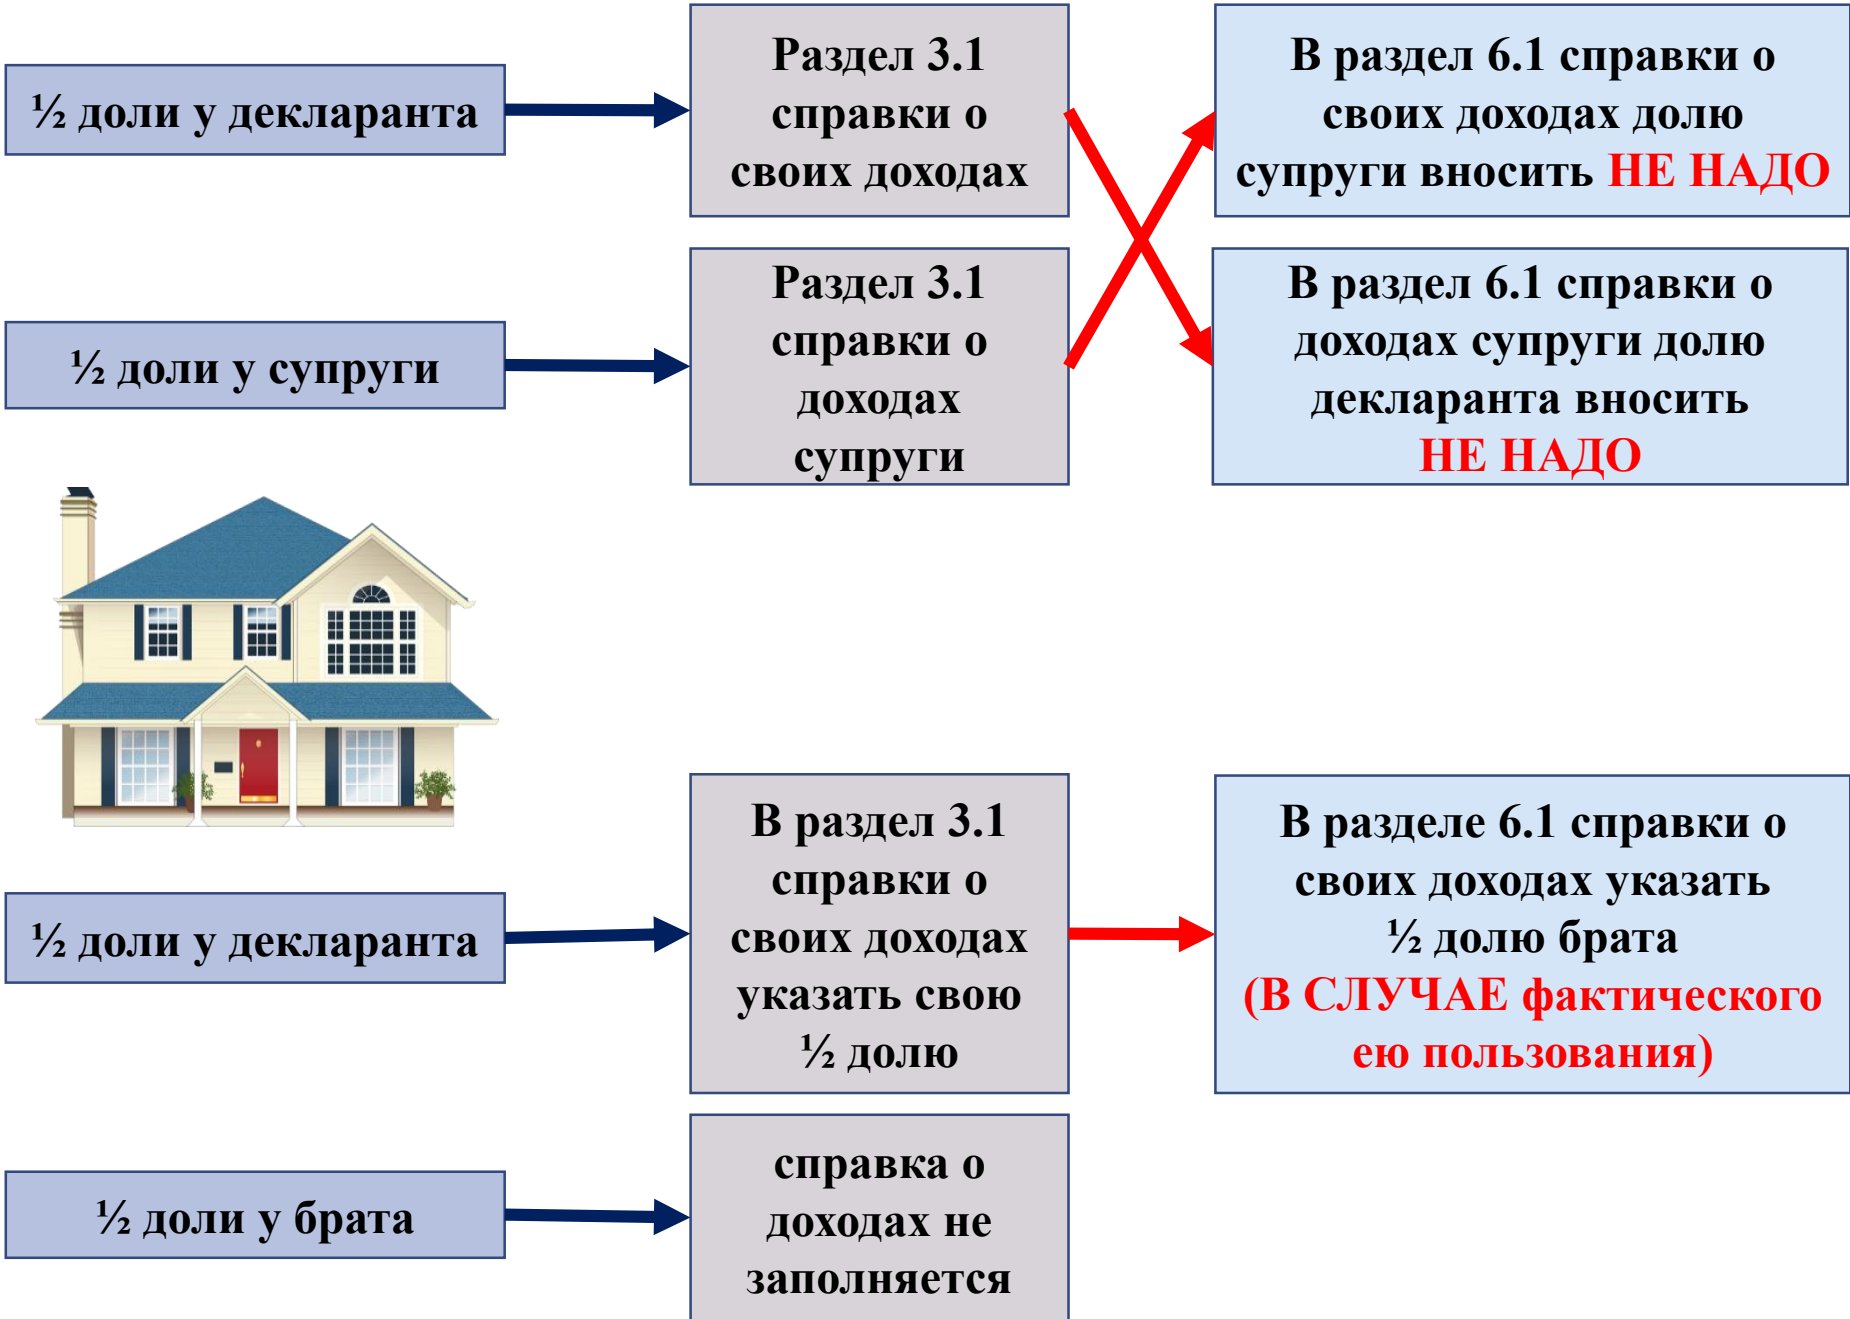 ½ доли у декларанта
Раздел 3.1
справки о
своих доходах
В раздел 6.1 справки о
своих доходах долю
супруги вносить НЕ НАДО
½ доли у супруги
Раздел 3.1
справки о
доходах
супруги
В раздел 6.1 справки о
доходах супруги долю
декларанта вносить
НЕ НАДО
½ доли у декларанта
В раздел 3.1
справки о
своих доходах
указать свою
½ долю
В разделе 6.1 справки о
своих доходах указать
½ долю брата
(В СЛУЧАЕ фактического
ею пользования)
½ доли у брата
справка о
доходах не
заполняется